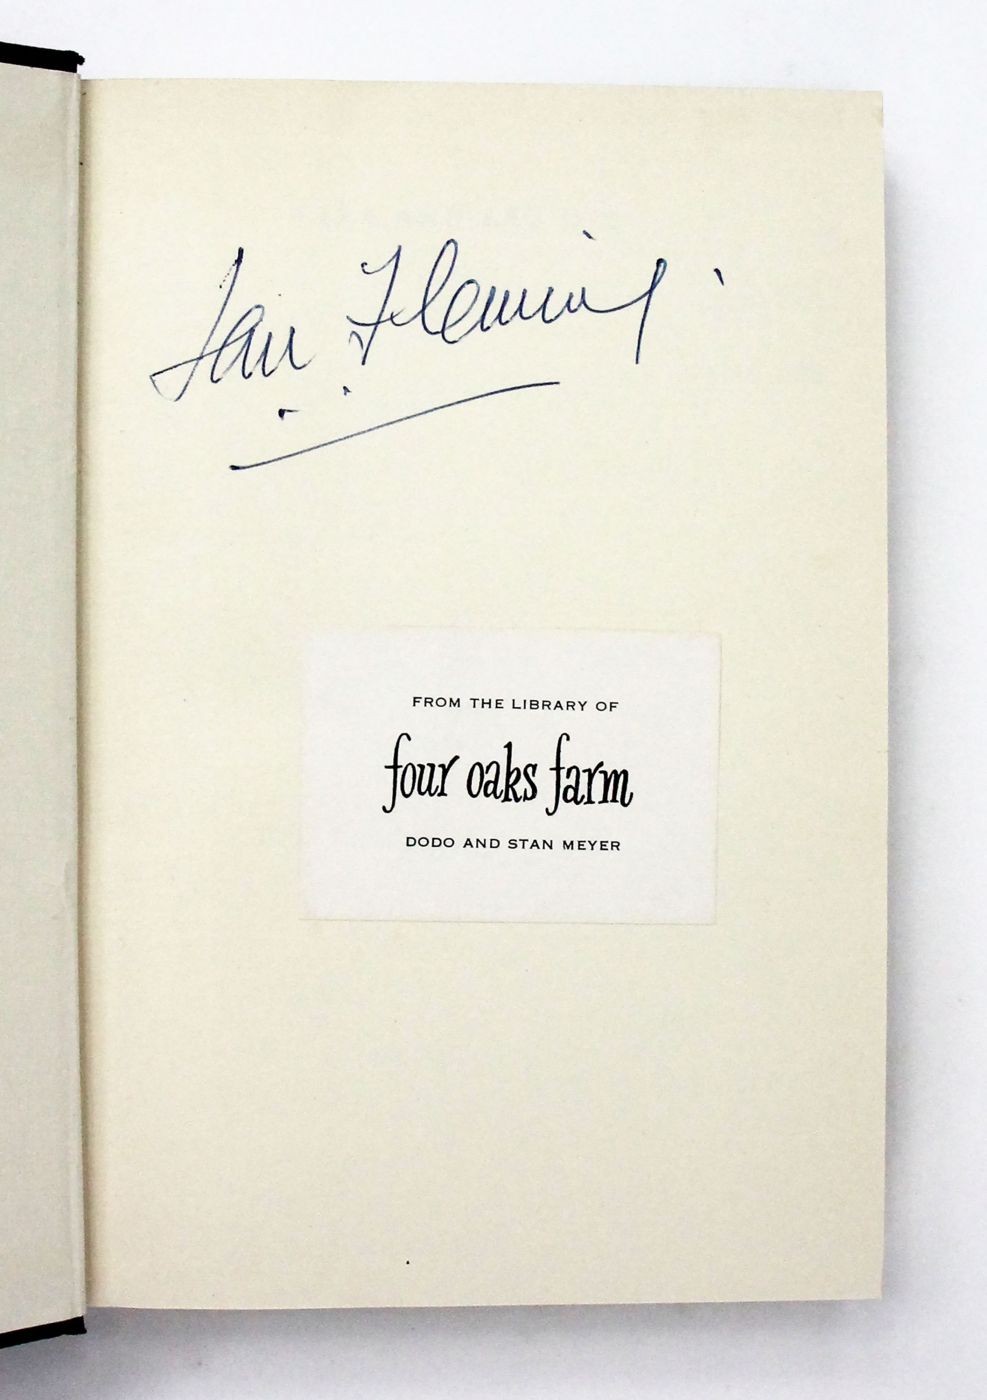 Ian Fleming
FROM THE LIBRARY OF
four oaks farm
DODO AND STAN MEYER